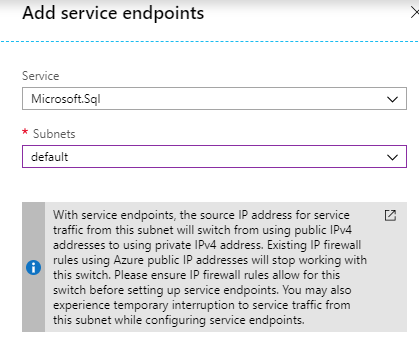 Add service endpoints
Service
Microsoft.Sql
* Subnets
default
With service endpoints, the source IP address for service
traffic from this subnet will switch from using public IPv4
addresses to using private IPv4 address. Existing IP firewall
rules using Azure public IP addresses will stop working with
this switch. Please ensure IP firewall rules allow for this
switch before setting up service endpoints. You may also
experience temporary interruption to service traffic from
this subnet while configuring service endpoints.